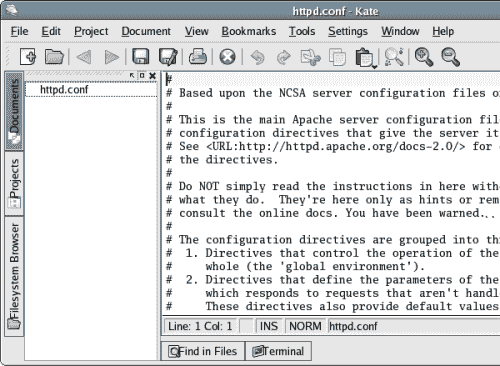 httpd.conf - Kate
File Edit Project Document View Bookmarks Tools Settings Window Help
Documents
Projects
Filesystem Browser
httpd.conf
#
# Based upon the NCSA server configuration files
#
# This is the main Apache server configuration
# configuration directives that give the server
# See <URL:http://httpd.apache.org/docs-2.0/> for
# the directives.
#
# Do NOT simply read the instructions in here
# what they do. They're here only as hints or
# consult the online docs. You have been warned.
#
# The configuration directives are grouped into
# 1. Directives that control the operation of the
# whole (the 'global environment').
# 2. Directives that define the parameters of the
# which responds to requests that aren't
# These directives also provide default values
Line: 1 Col: 1 INS NORM httpd.conf
Find in Files Terminal